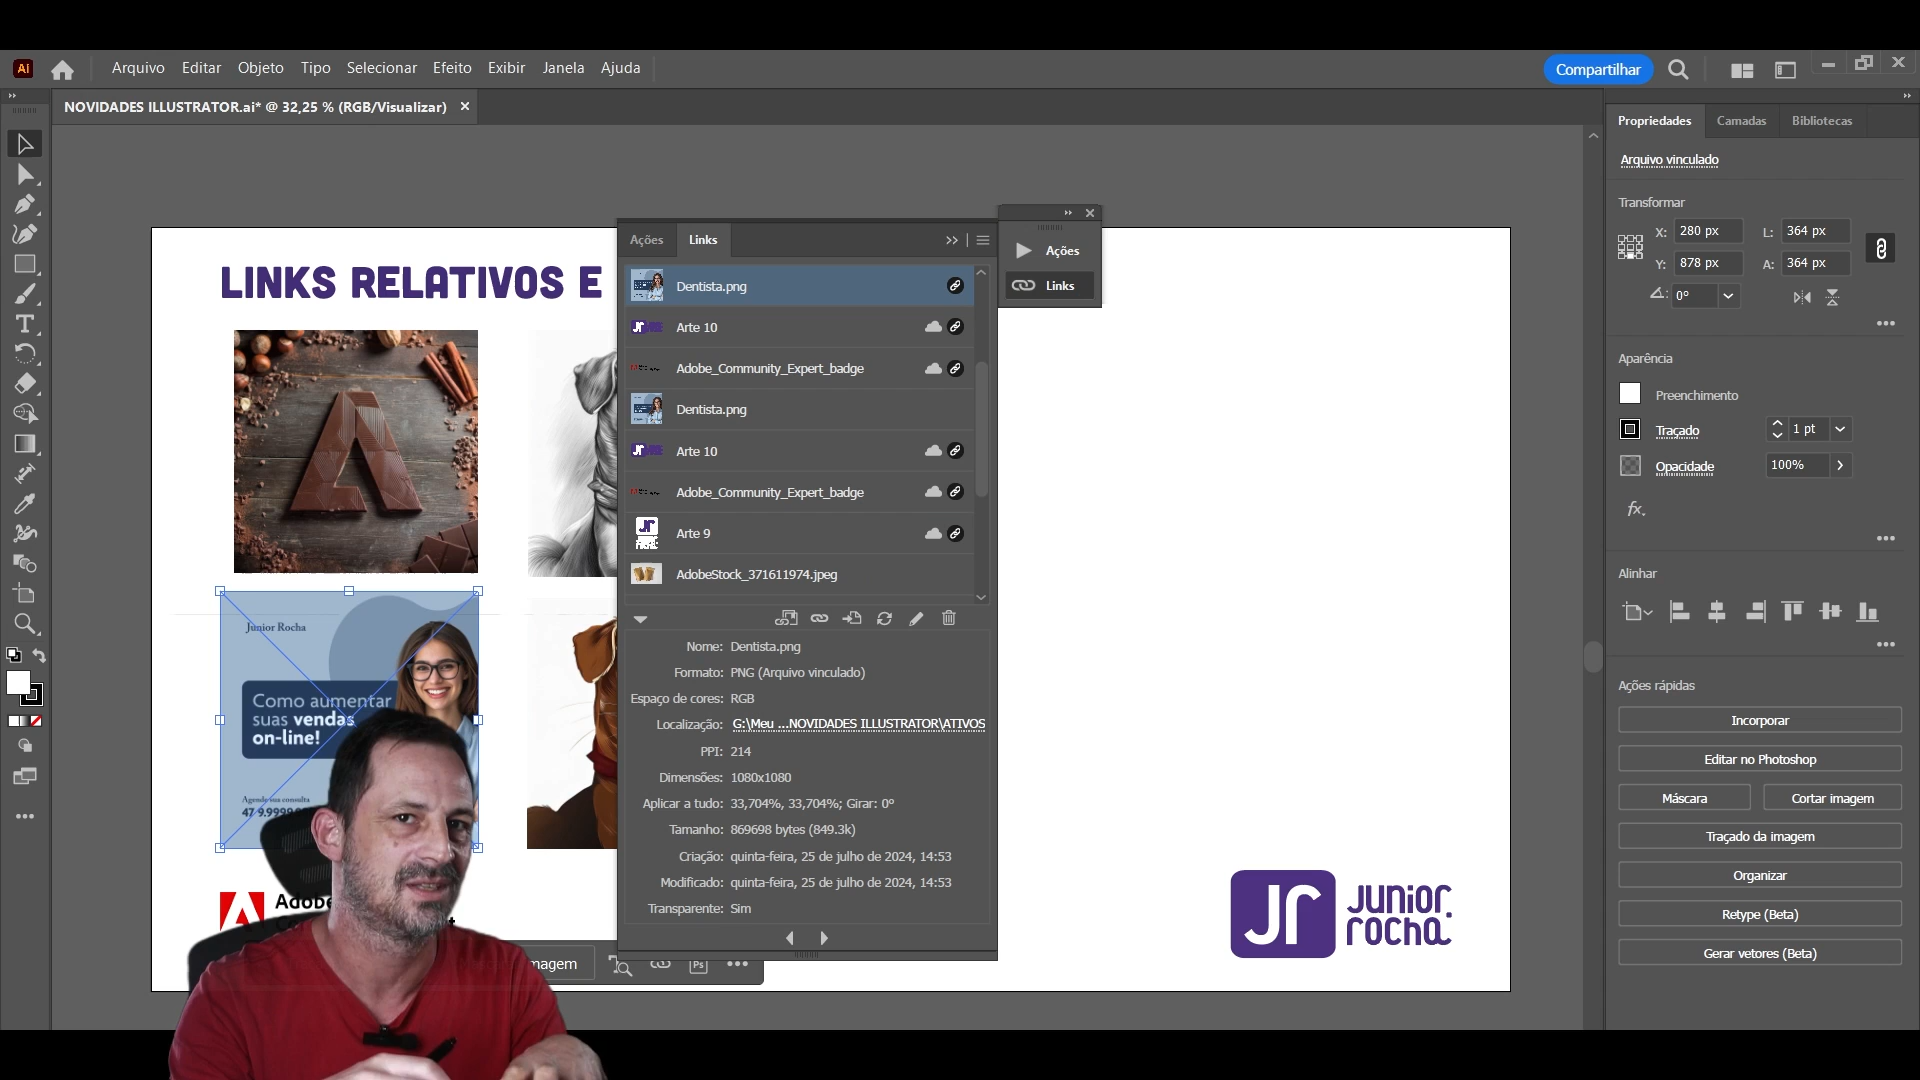 Ai
Arquivo Editar Objeto Tipo Selecionar Efeito Exibir Janela Ajuda
Compartilhar
NOVIDADES ILLUSTRATOR.ai* @ 32,25 % (RGB/Visualizar)
LINKS RELATIVOS E
Junior Rocha
Como aumentar
suas vendas
on-line!
Agende sua consulta
47 9.9999
Adobe
magem
Ps
Ações Links
Dentista.png
Arte 10
Adobe_Community_Expert_badge
Dentista.png
Arte 10
Adobe_Community_Expert_badge
Arte 9
AdobeStock_371611974.jpeg
Nome: Dentista.png
Formato: PNG (Arquivo vinculado)
Espaço de cores: RGB
Localização: G:\Meu ...NOVIDADES ILLUSTRATOR\ATIVOS
PPI: 214
Dimensões: 1080x1080
Aplicar a tudo: 33,704%, 33,704%; Girar: 0°
Tamanho: 869698 bytes (849.3k)
Criação: quinta-feira, 25 de julho de 2024, 14:53
Modificado: quinta-feira, 25 de julho de 2024, 14:53
Transparente: Sim
Ações
Links
Jr Junior.
rocha
Propriedades Camadas Bibliotecas
Arquivo vinculado
Transformar
X: 280 px L: 364 px
Y: 878 px A: 364 px
0°
Aparência
Preenchimento
Traçado 1 pt
Opacidade 100%
fx.
Alinhar
Ações rápidas
Incorporar
Editar no Photoshop
Máscara Cortar imagem
Traçado da imagem
Organizar
Retype (Beta)
Gerar vetores (Beta)